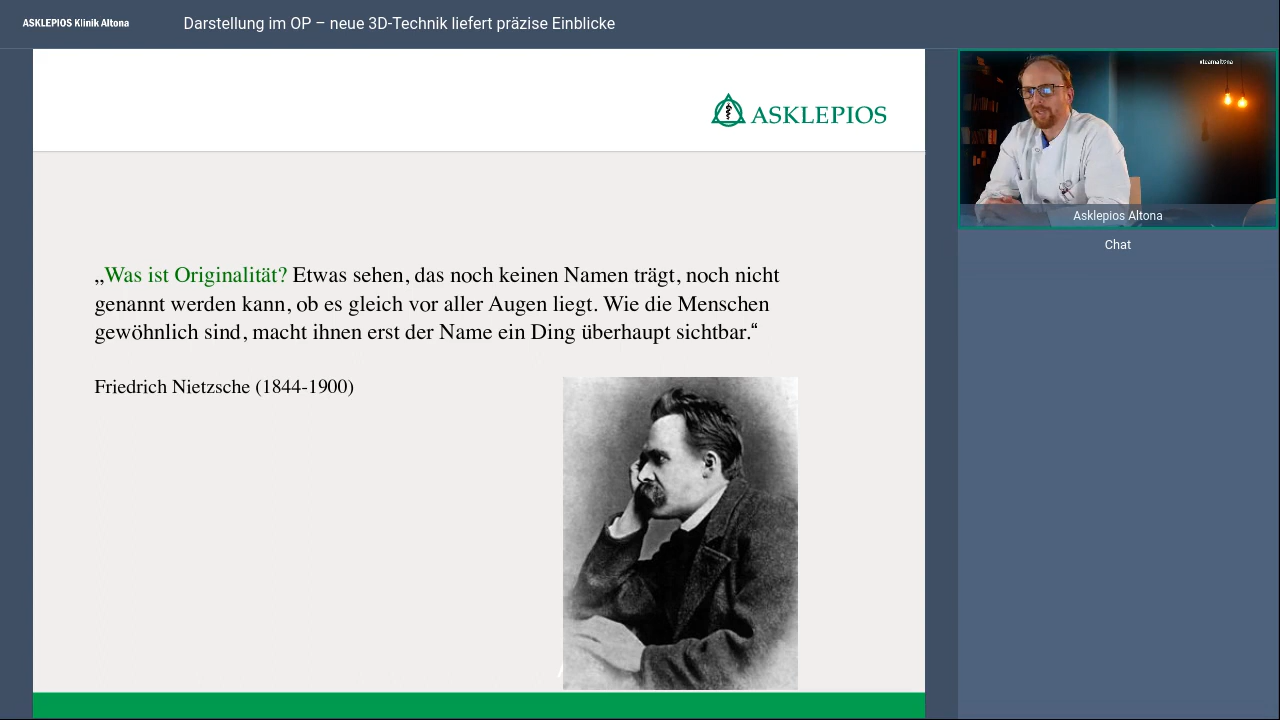 ASKLEPIOS Klinik Altona
Darstellung im OP – neue 3D-Technik liefert präzise Einblicke
ASKLEPIOS
„Was ist Originalität? Etwas sehen, das noch keinen Namen trägt, noch nicht
genannt werden kann, ob es gleich vor aller Augen liegt. Wie die Menschen
gewöhnlich sind, macht ihnen erst der Name ein Ding überhaupt sichtbar.“
Friedrich Nietzsche (1844-1900)
#teamaltona
Asklepios Altona
Chat